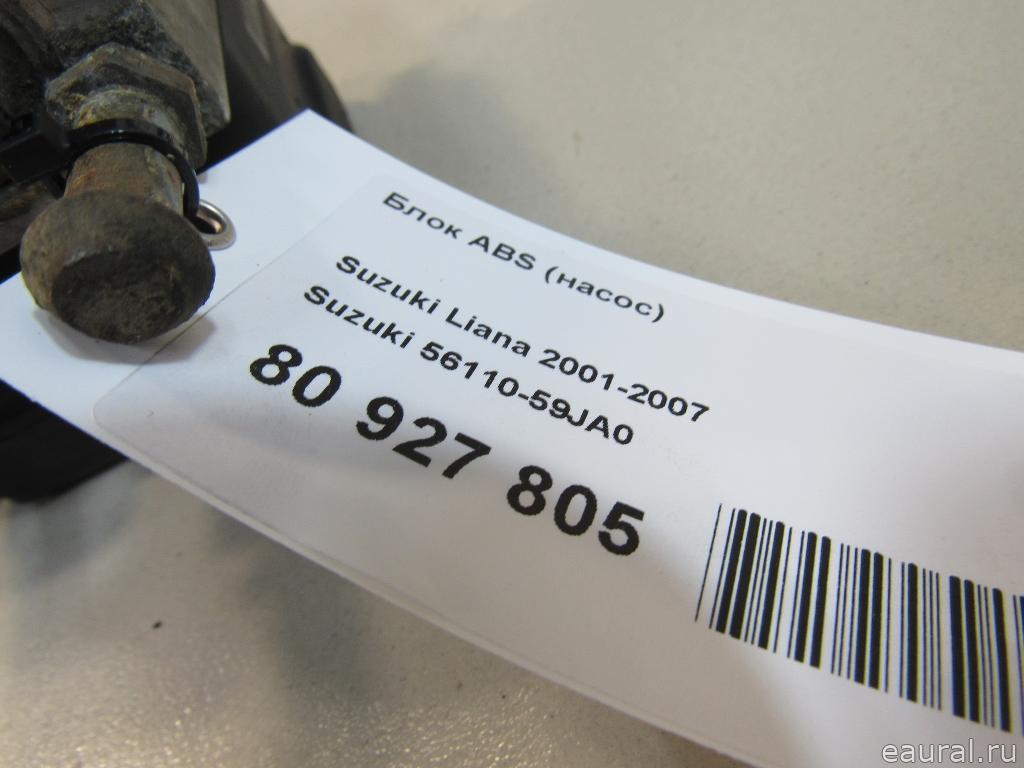 Блок ABS (насос)
Suzuki Liana 2001-2007
Suzuki 56110-59JA0
80 927 805
eaural.ru